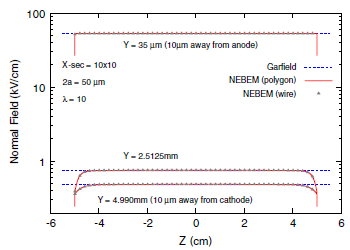 100
Y = 35 μm (10μm away from anode)
X-sec = 10x10
Garfield
2a = 50 μm
NEBEM (polygon)
λ = 10
NEBEM (wire)
10
Normal Field (kV/cm)
Y = 2.5125mm
1
Y = 4.990mm (10 μm away from cathode)
-6 -4 -2 0 2 4 6
Z (cm)